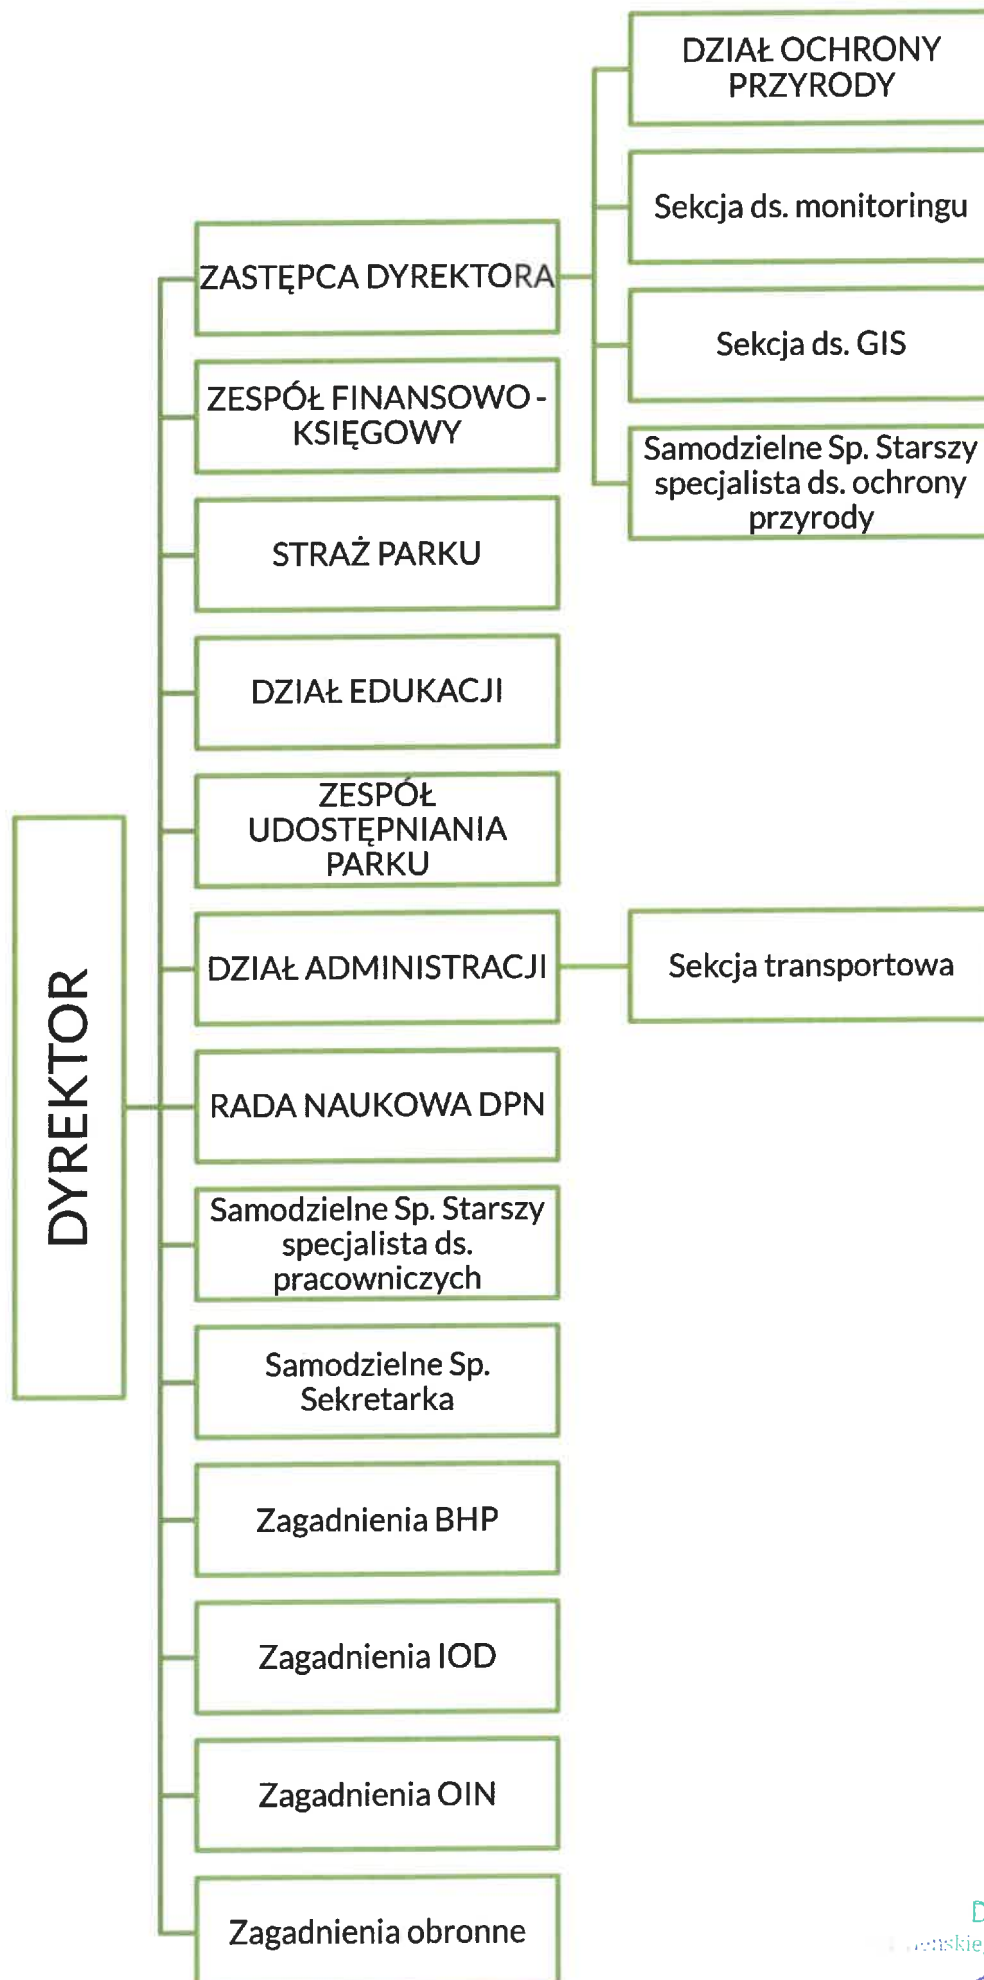 DYREKTOR
ZASTĘPCA DYREKTORA
DZIAŁ OCHRONY
PRZYRODY
Sekcja ds. monitoringu
Sekcja ds. GIS
Samodzielne Sp. Starszy
specjalista ds. ochrony
przyrody
ZESPÓŁ FINANSOWO -
KSIĘGOWY
STRAŻ PARKU
DZIAŁ EDUKACJI
ZESPÓŁ
UDOSTĘPNIANIA
PARKU
DZIAŁ ADMINISTRACJI
Sekcja transportowa
RADA NAUKOWA DPN
Samodzielne Sp. Starszy
specjalista ds.
pracowniczych
Samodzielne Sp.
Sekretarka
Zagadnienia BHP
Zagadnienia IOD
Zagadnienia OIN
Zagadnienia obronne